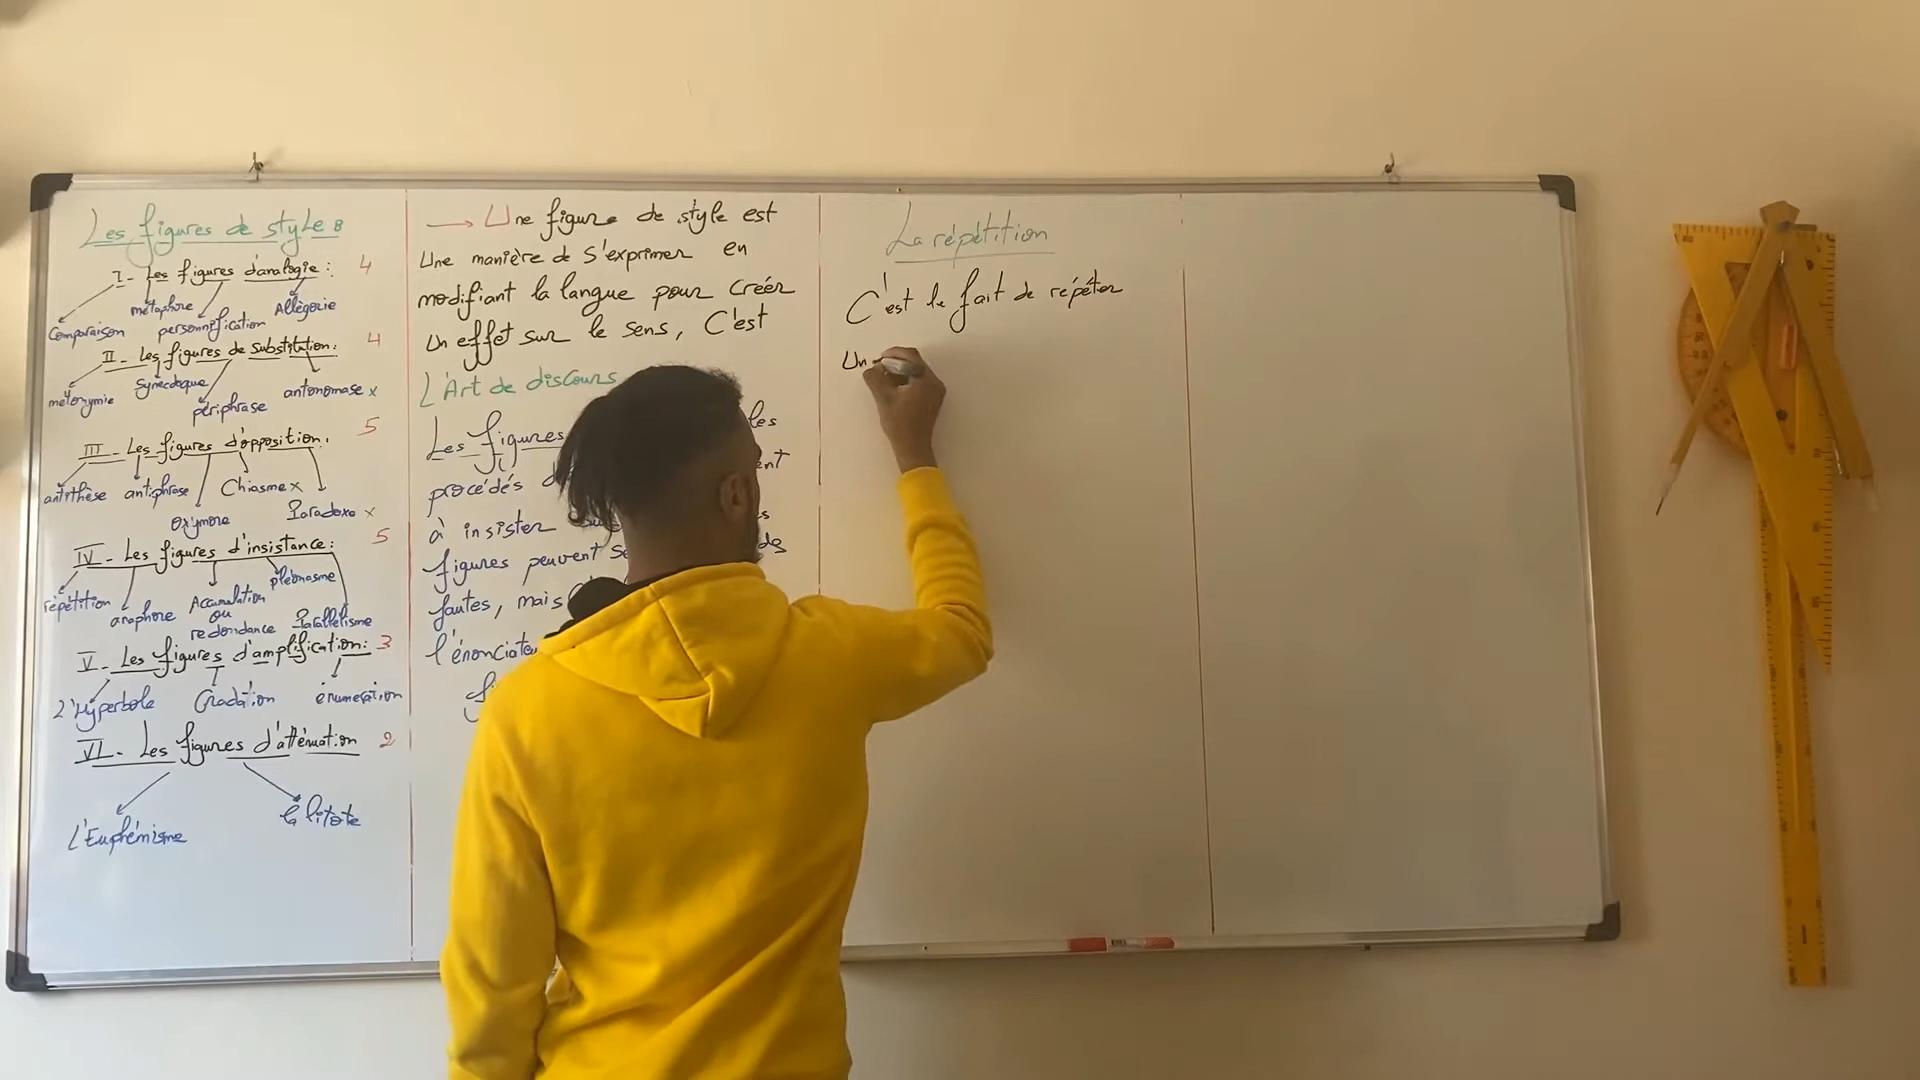 Les figures de style :
I - Les figures d'analogie : 4
Comparaison
métaphore
personnification
Allégorie
II - Les figures de substitution : 4
métonymie
Synecdoque
périphrase
antonomase x
III - Les figures d'opposition : 5
antithèse
antiphrase
Oxymore
Chiasme x
Paradoxe x
IV - Les figures d'insistance : 5
répétition
anaphore
Accumulation
ou
redondance
pléonasme
Parallélisme
V - Les figures d'amplification : 3
L'Hyperbole
Gradation
énumération
VI - Les figures d'atténuation 2
L'Euphémisme
la litote
→ Une figure de style est
Une manière de s'exprimer en
modifiant la langue pour créér
Un effet sur le sens, C'est
L'Art de discours
Les figures les
procédés
à insister
figures peuvent
fautes, mais
La répétition
C'est le fait de répéter
Un